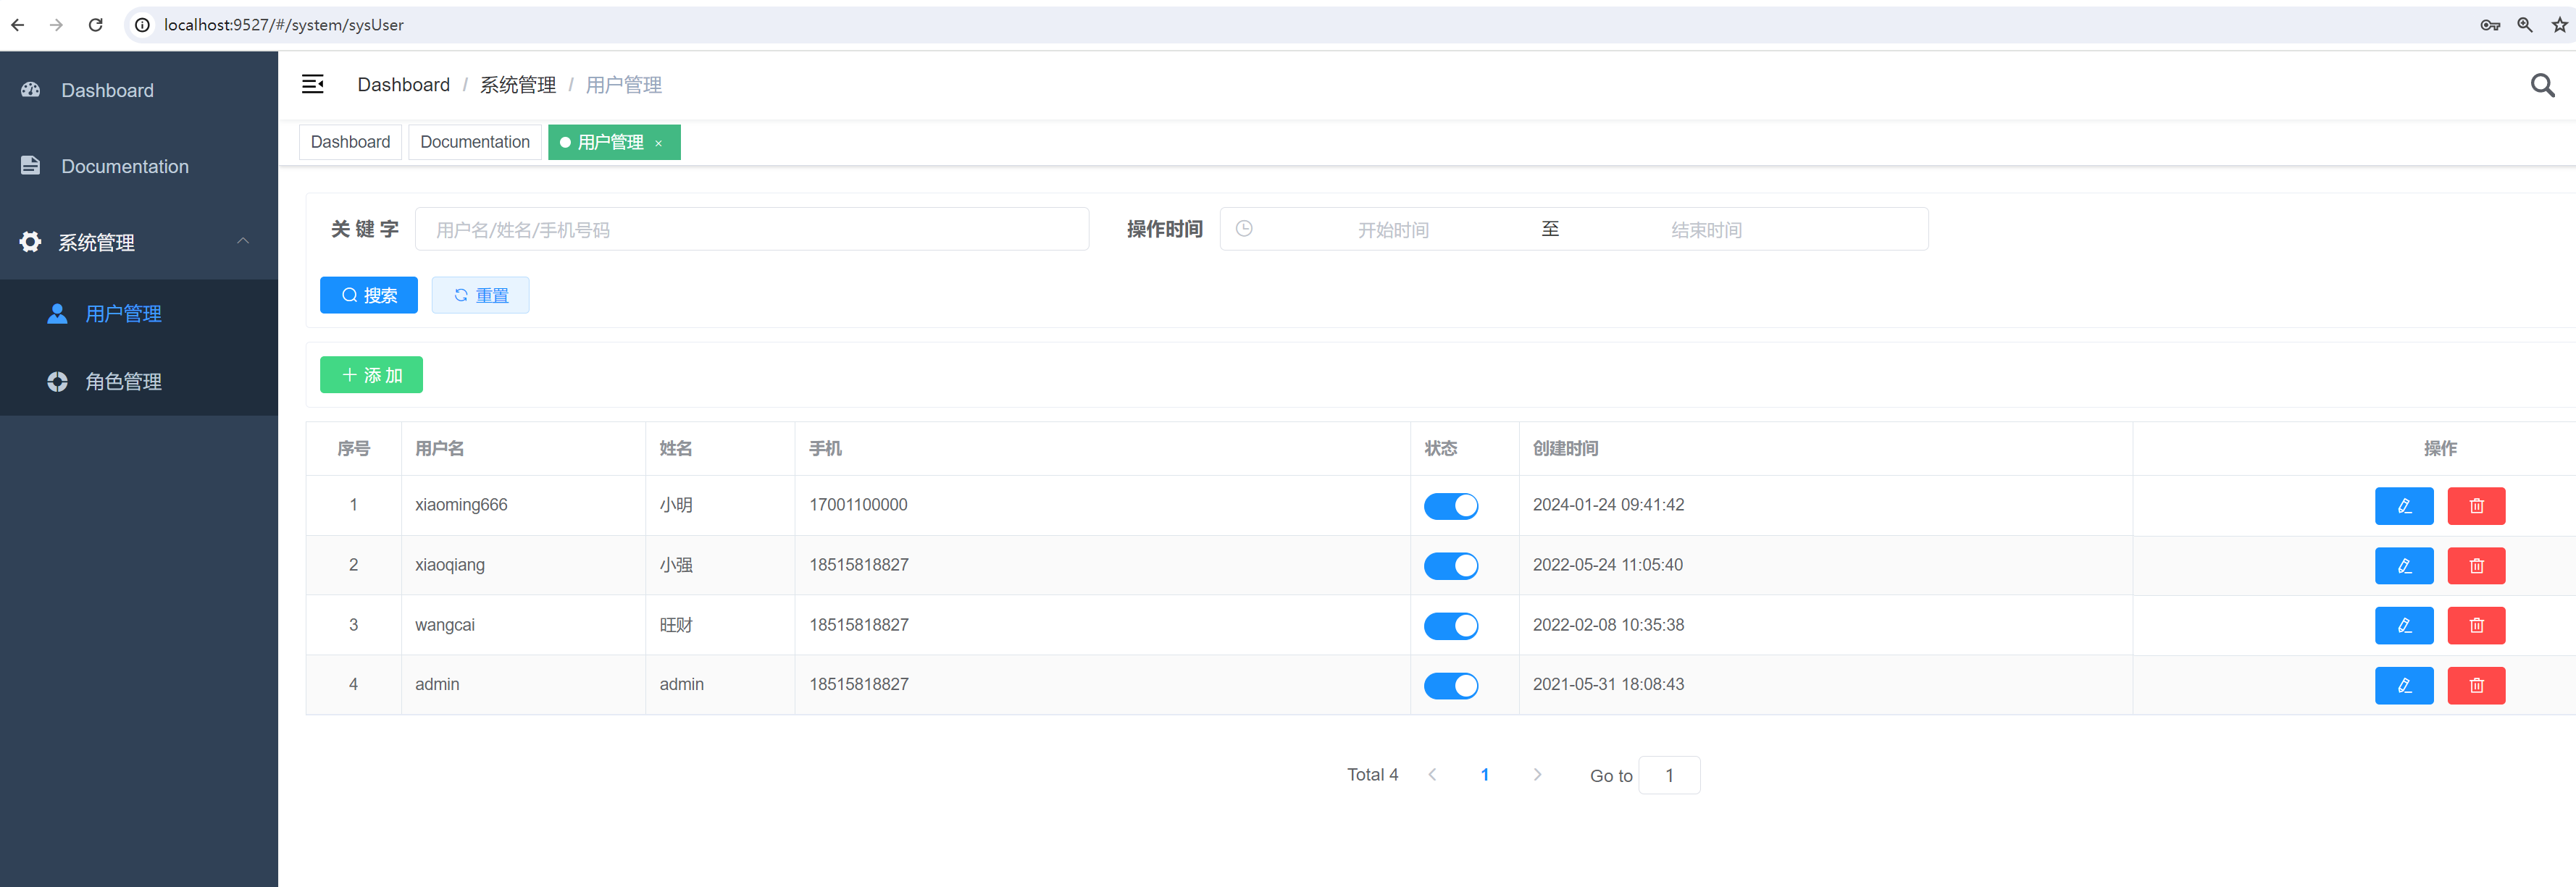 localhost:9527/#/system/sysUser
Dashboard
Documentation
系统管理
用户管理
角色管理
Dashboard / 系统管理 / 用户管理
Dashboard Documentation 用户管理 ×
关 键 字 用户名/姓名/手机号码 操作时间 开始时间 至 结束时间
搜索 重置
添 加
序号 用户名 姓名 手机 状态 创建时间 操作
1 xiaoming666 小明 17001100000 2024-01-24 09:41:42
2 xiaoqiang 小强 18515818827 2022-05-24 11:05:40
3 wangcai 旺财 18515818827 2022-02-08 10:35:38
4 admin admin 18515818827 2021-05-31 18:08:43
Total 4 1 Go to 1